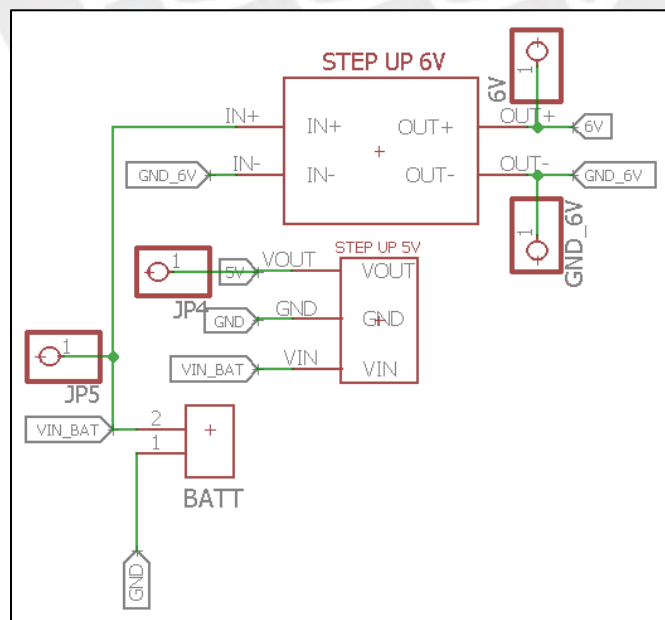 STEP UP 6V
6V
1
IN+
IN+
OUT+
OUT+
6V
GND_6V
IN-
IN-
OUT-
OUT-
GND_6V
1
GND_6V
STEP UP 5V
1
5V
VOUT
VOUT
JP4
GND
GND
GND
1
JP5
VIN_BAT
VIN
VIN
VIN_BAT
2
1
BATT
GND